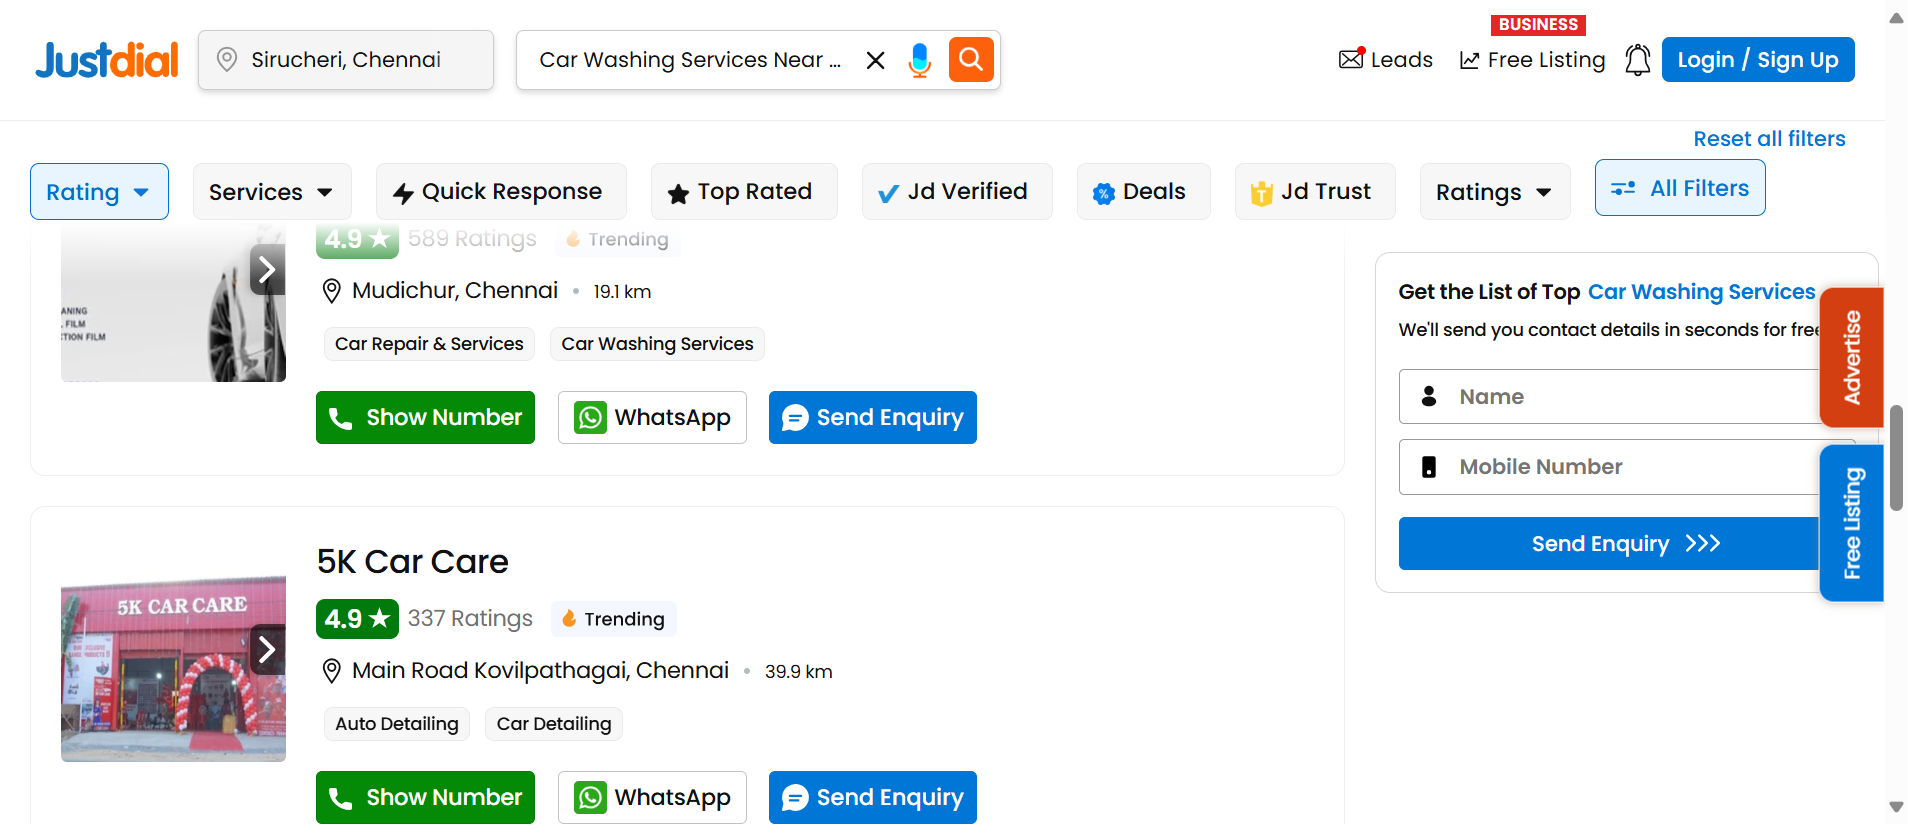 BUSINESS
Justdial
Sirucheri, Chennai
Car Washing Services Near ...
Leads
Free Listing
Login / Sign Up
Reset all filters
Rating
Services
Quick Response
Top Rated
Jd Verified
Deals
Jd Trust
Ratings
All Filters
4.9 ★ 589 Ratings Trending
Mudichur, Chennai • 19.1 km
ANING
FILM
CTION FILM
Car Repair & Services
Car Washing Services
Show Number
WhatsApp
Send Enquiry
5K Car Care
5K CAR CARE
4.9 ★ 337 Ratings Trending
Main Road Kovilpathagai, Chennai • 39.9 km
Auto Detailing
Car Detailing
Show Number
WhatsApp
Send Enquiry
Get the List of Top Car Washing Services
We'll send you contact details in seconds for free
Name
Mobile Number
Send Enquiry
Advertise
Free Listing